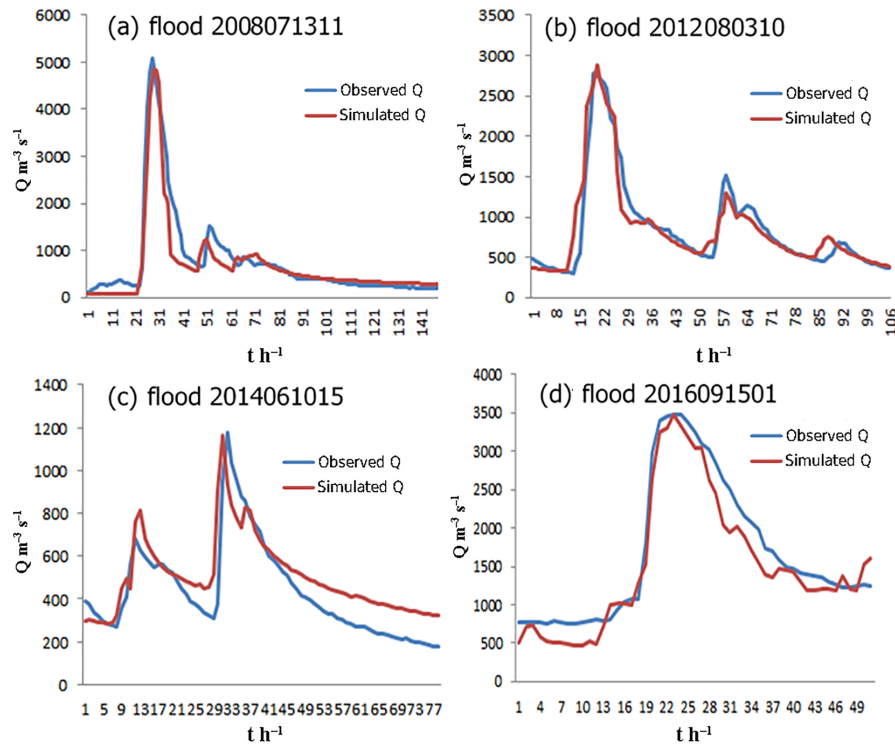 (a) flood 2008071311
6000
5000
4000
3000
2000
1000
0
Q m⁻³ s⁻¹
Observed Q
Simulated Q
1 11 21 31 41 51 61 71 81 91 101 111 121 131 141
t h⁻¹
(b) flood 2012080310
3500
3000
2500
2000
1500
1000
500
0
Q m⁻³ s⁻¹
Observed Q
Simulated Q
1 8 15 22 29 36 43 50 57 64 71 78 85 92 99 106
t h⁻¹
(c) flood 2014061015
1400
1200
1000
800
600
400
200
0
Q m⁻³ s⁻¹
Observed Q
Simulated Q
1 5 9 13 17 21 25 29 33 37 41 45 49 53 57 61 65 69 73 77
t h⁻¹
(d) flood 2016091501
4000
3500
3000
2500
2000
1500
1000
500
0
Q m⁻³ s⁻¹
Observed Q
Simulated Q
1 4 7 10 13 16 19 22 25 28 31 34 37 40 43 46 49
t h⁻¹